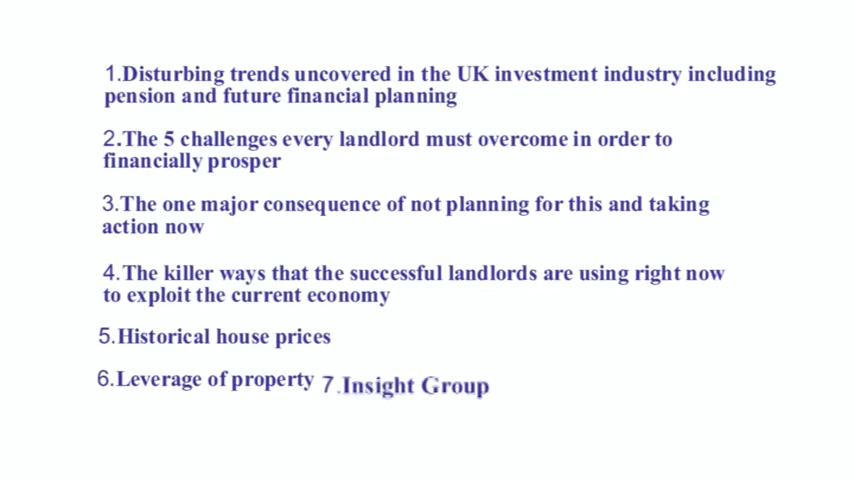 1.Disturbing trends uncovered in the UK investment industry including
pension and future financial planning
2.The 5 challenges every landlord must overcome in order to
financially prosper
3.The one major consequence of not planning for this and taking
action now
4.The killer ways that the successful landlords are using right now
to exploit the current economy
5.Historical house prices
6.Leverage of property 7.Insight Group